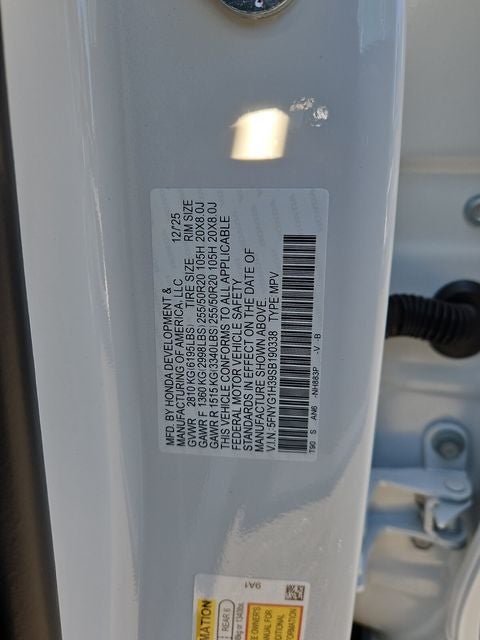 MFD. BY HONDA DEVELOPMENT &
MANUFACTURING OF AMERICA, LLC 12/25
GVWR 2810KG(6195LBS) TIRE SIZE RIM SIZE
GAWR F 1360KG(2998LBS) 255/50R20 105H 20X8.0J
GAWR R 1515KG(3340LBS) 255/50R20 105H 20X8.0J
THIS VEHICLE CONFORMS TO ALL APPLICABLE
FEDERAL MOTOR VEHICLE SAFETY
STANDARDS IN EFFECT ON THE DATE OF
MANUFACTURE SHOWN ABOVE.
V.I.N: 5FNYG1H39SB190338 TYPE MPV
T90 S AN6 -NH883P -V -B
9A1
REAR 6